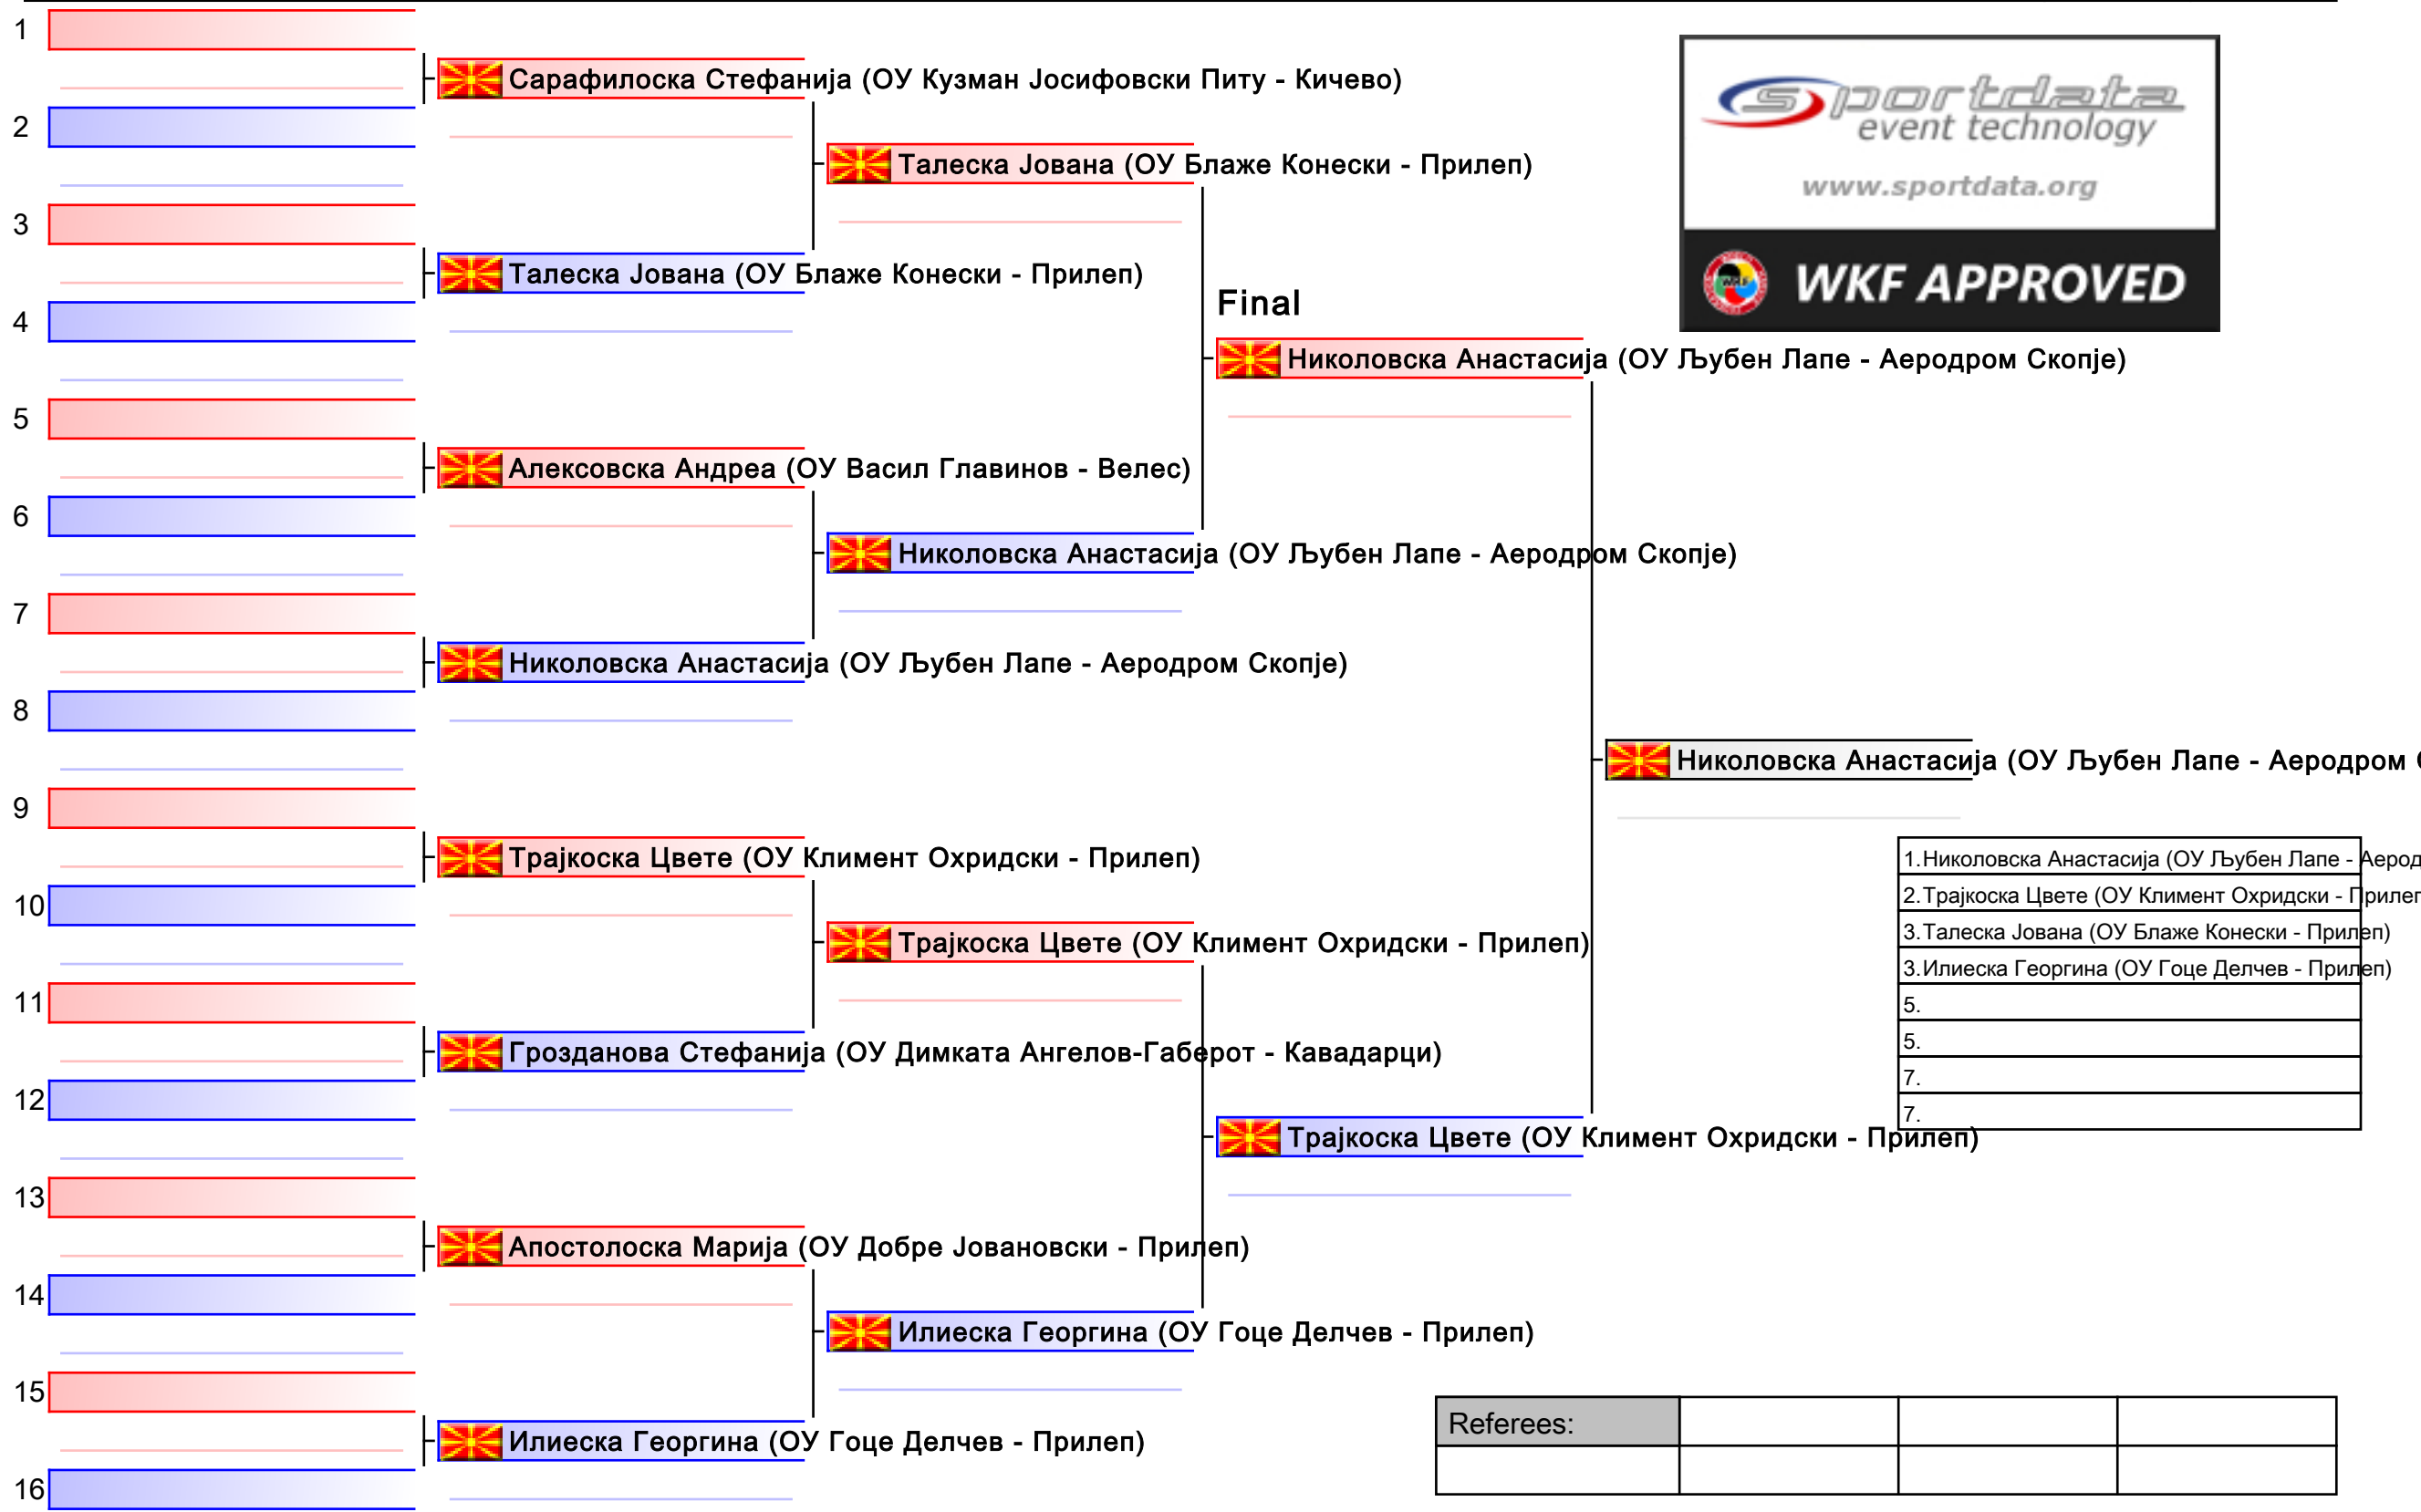 1
Сарафилоска Стефанија (ОУ Кузман Јосифовски Питу - Кичево)
2
Талеска Јована (ОУ Блаже Конески - Прилеп)
3
Талеска Јована (ОУ Блаже Конески - Прилеп)
4
Final
Николовска Анастасија (ОУ Љубен Лапе - Аеродром Скопје)
5
Алексовска Андреа (ОУ Васил Главинов - Велес)
6
Николовска Анастасија (ОУ Љубен Лапе - Аеродром Скопје)
7
Николовска Анастасија (ОУ Љубен Лапе - Аеродром Скопје)
8
Николовска Анастасија (ОУ Љубен Лапе - Аеродром
9
Трајкоска Цвете (ОУ Климент Охридски - Прилеп)
10
Трајкоска Цвете (ОУ Климент Охридски - Прилеп)
11
Грозданова Стефанија (ОУ Димката Ангелов-Габерот - Кавадарци)
12
Трајкоска Цвете (ОУ Климент Охридски - Прилеп)
13
Апостолоска Марија (ОУ Добре Јовановски - Прилеп)
14
Илиеска Георгина (ОУ Гоце Делчев - Прилеп)
15
Илиеска Георгина (ОУ Гоце Делчев - Прилеп)
16
sportdata
event technology
www.sportdata.org
WKF
WKF APPROVED
1.Николовска Анастасија (ОУ Љубен Лапе - Аерод
2.Трајкоска Цвете (ОУ Климент Охридски - Прилеп
3.Талеска Јована (ОУ Блаже Конески - Прилеп)
3.Илиеска Георгина (ОУ Гоце Делчев - Прилеп)
5.
5.
7.
7.
Referees: